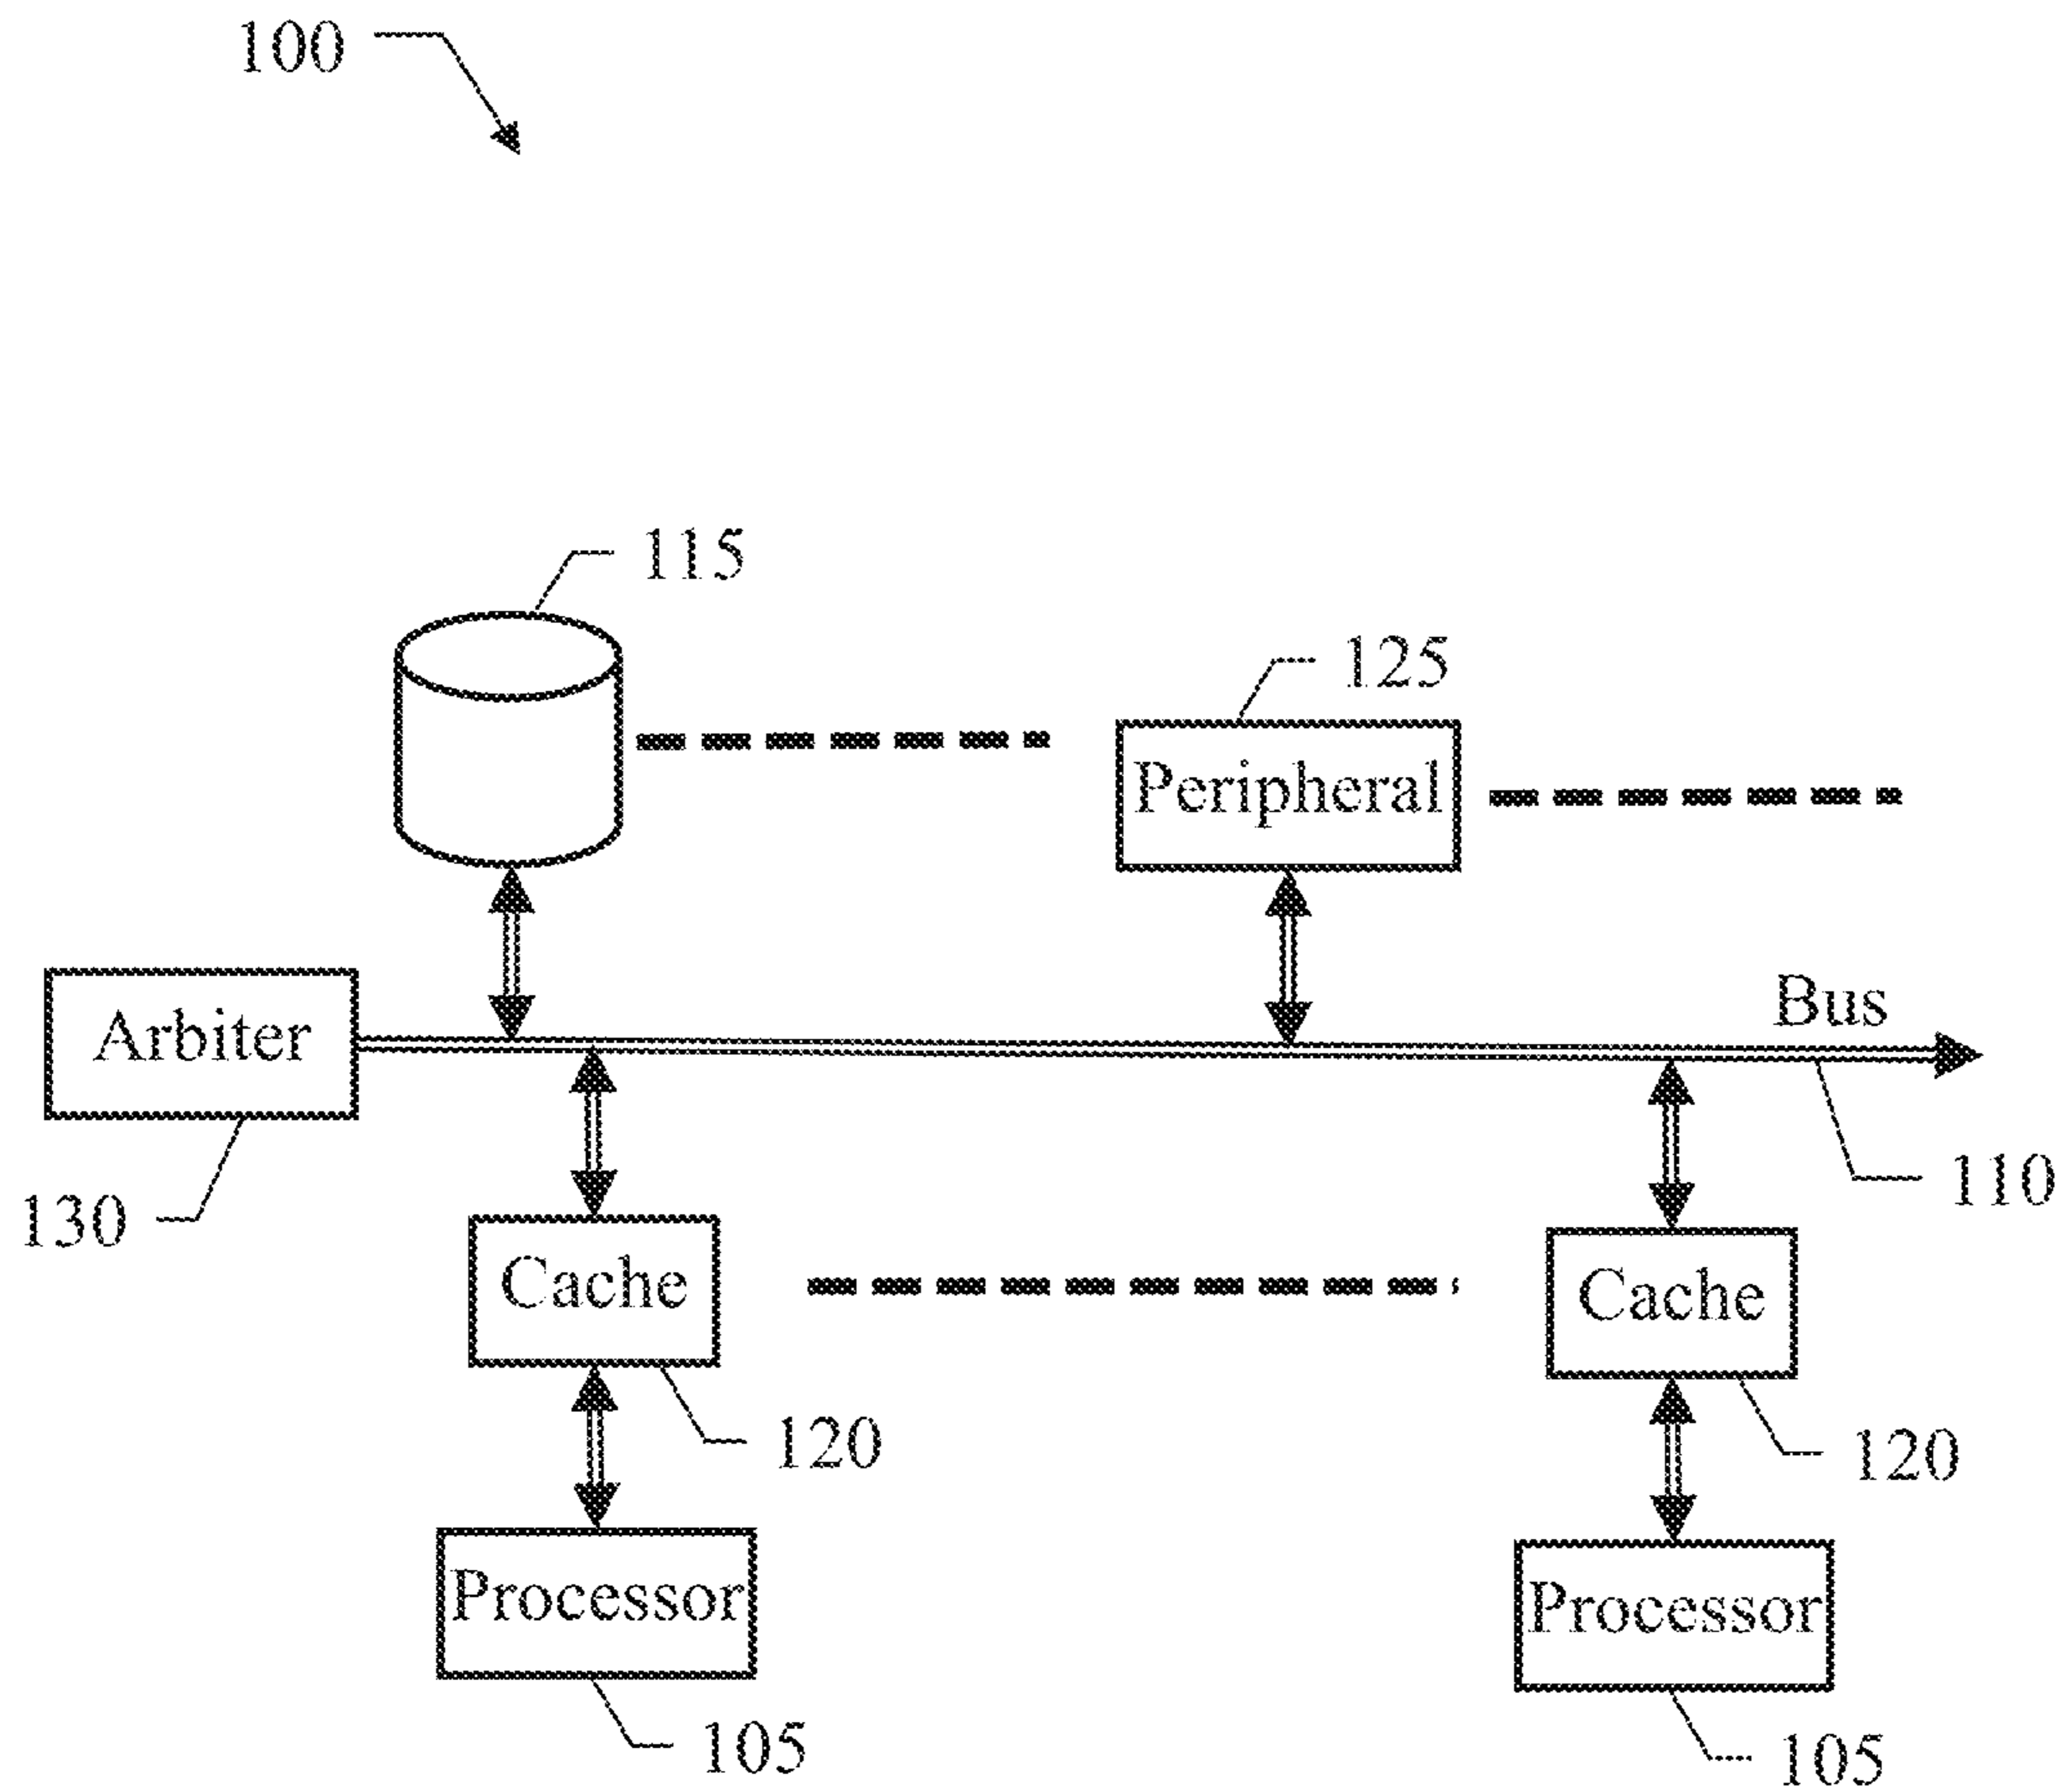 100
115
125
Peripheral
Bus
Arbiter
110
130
Cache
Cache
120
120
Processor
Processor
105
105